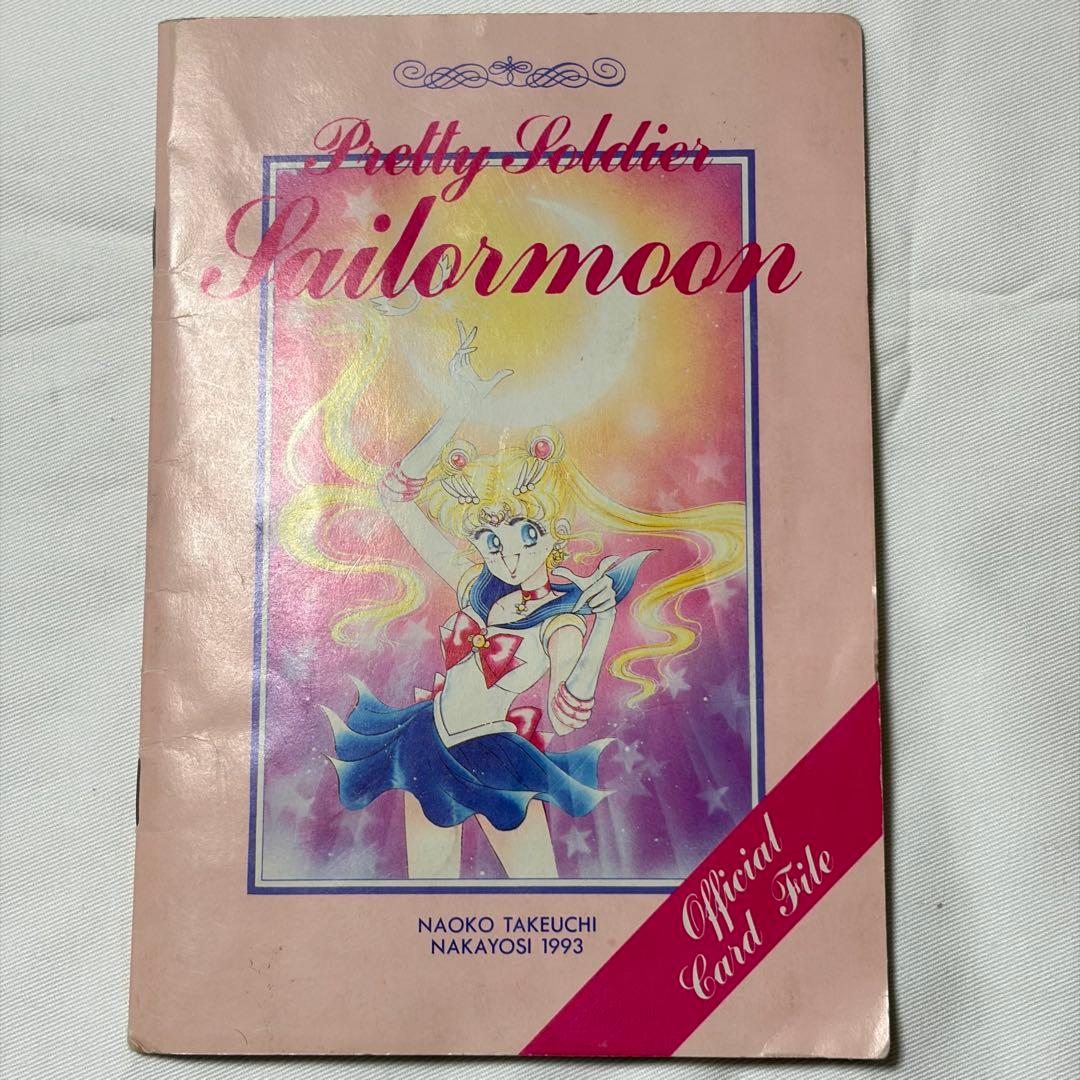 Pretty Soldier
Sailormoon
NAOKO TAKEUCHI
NAKAYOSI 1993
Official
Card File